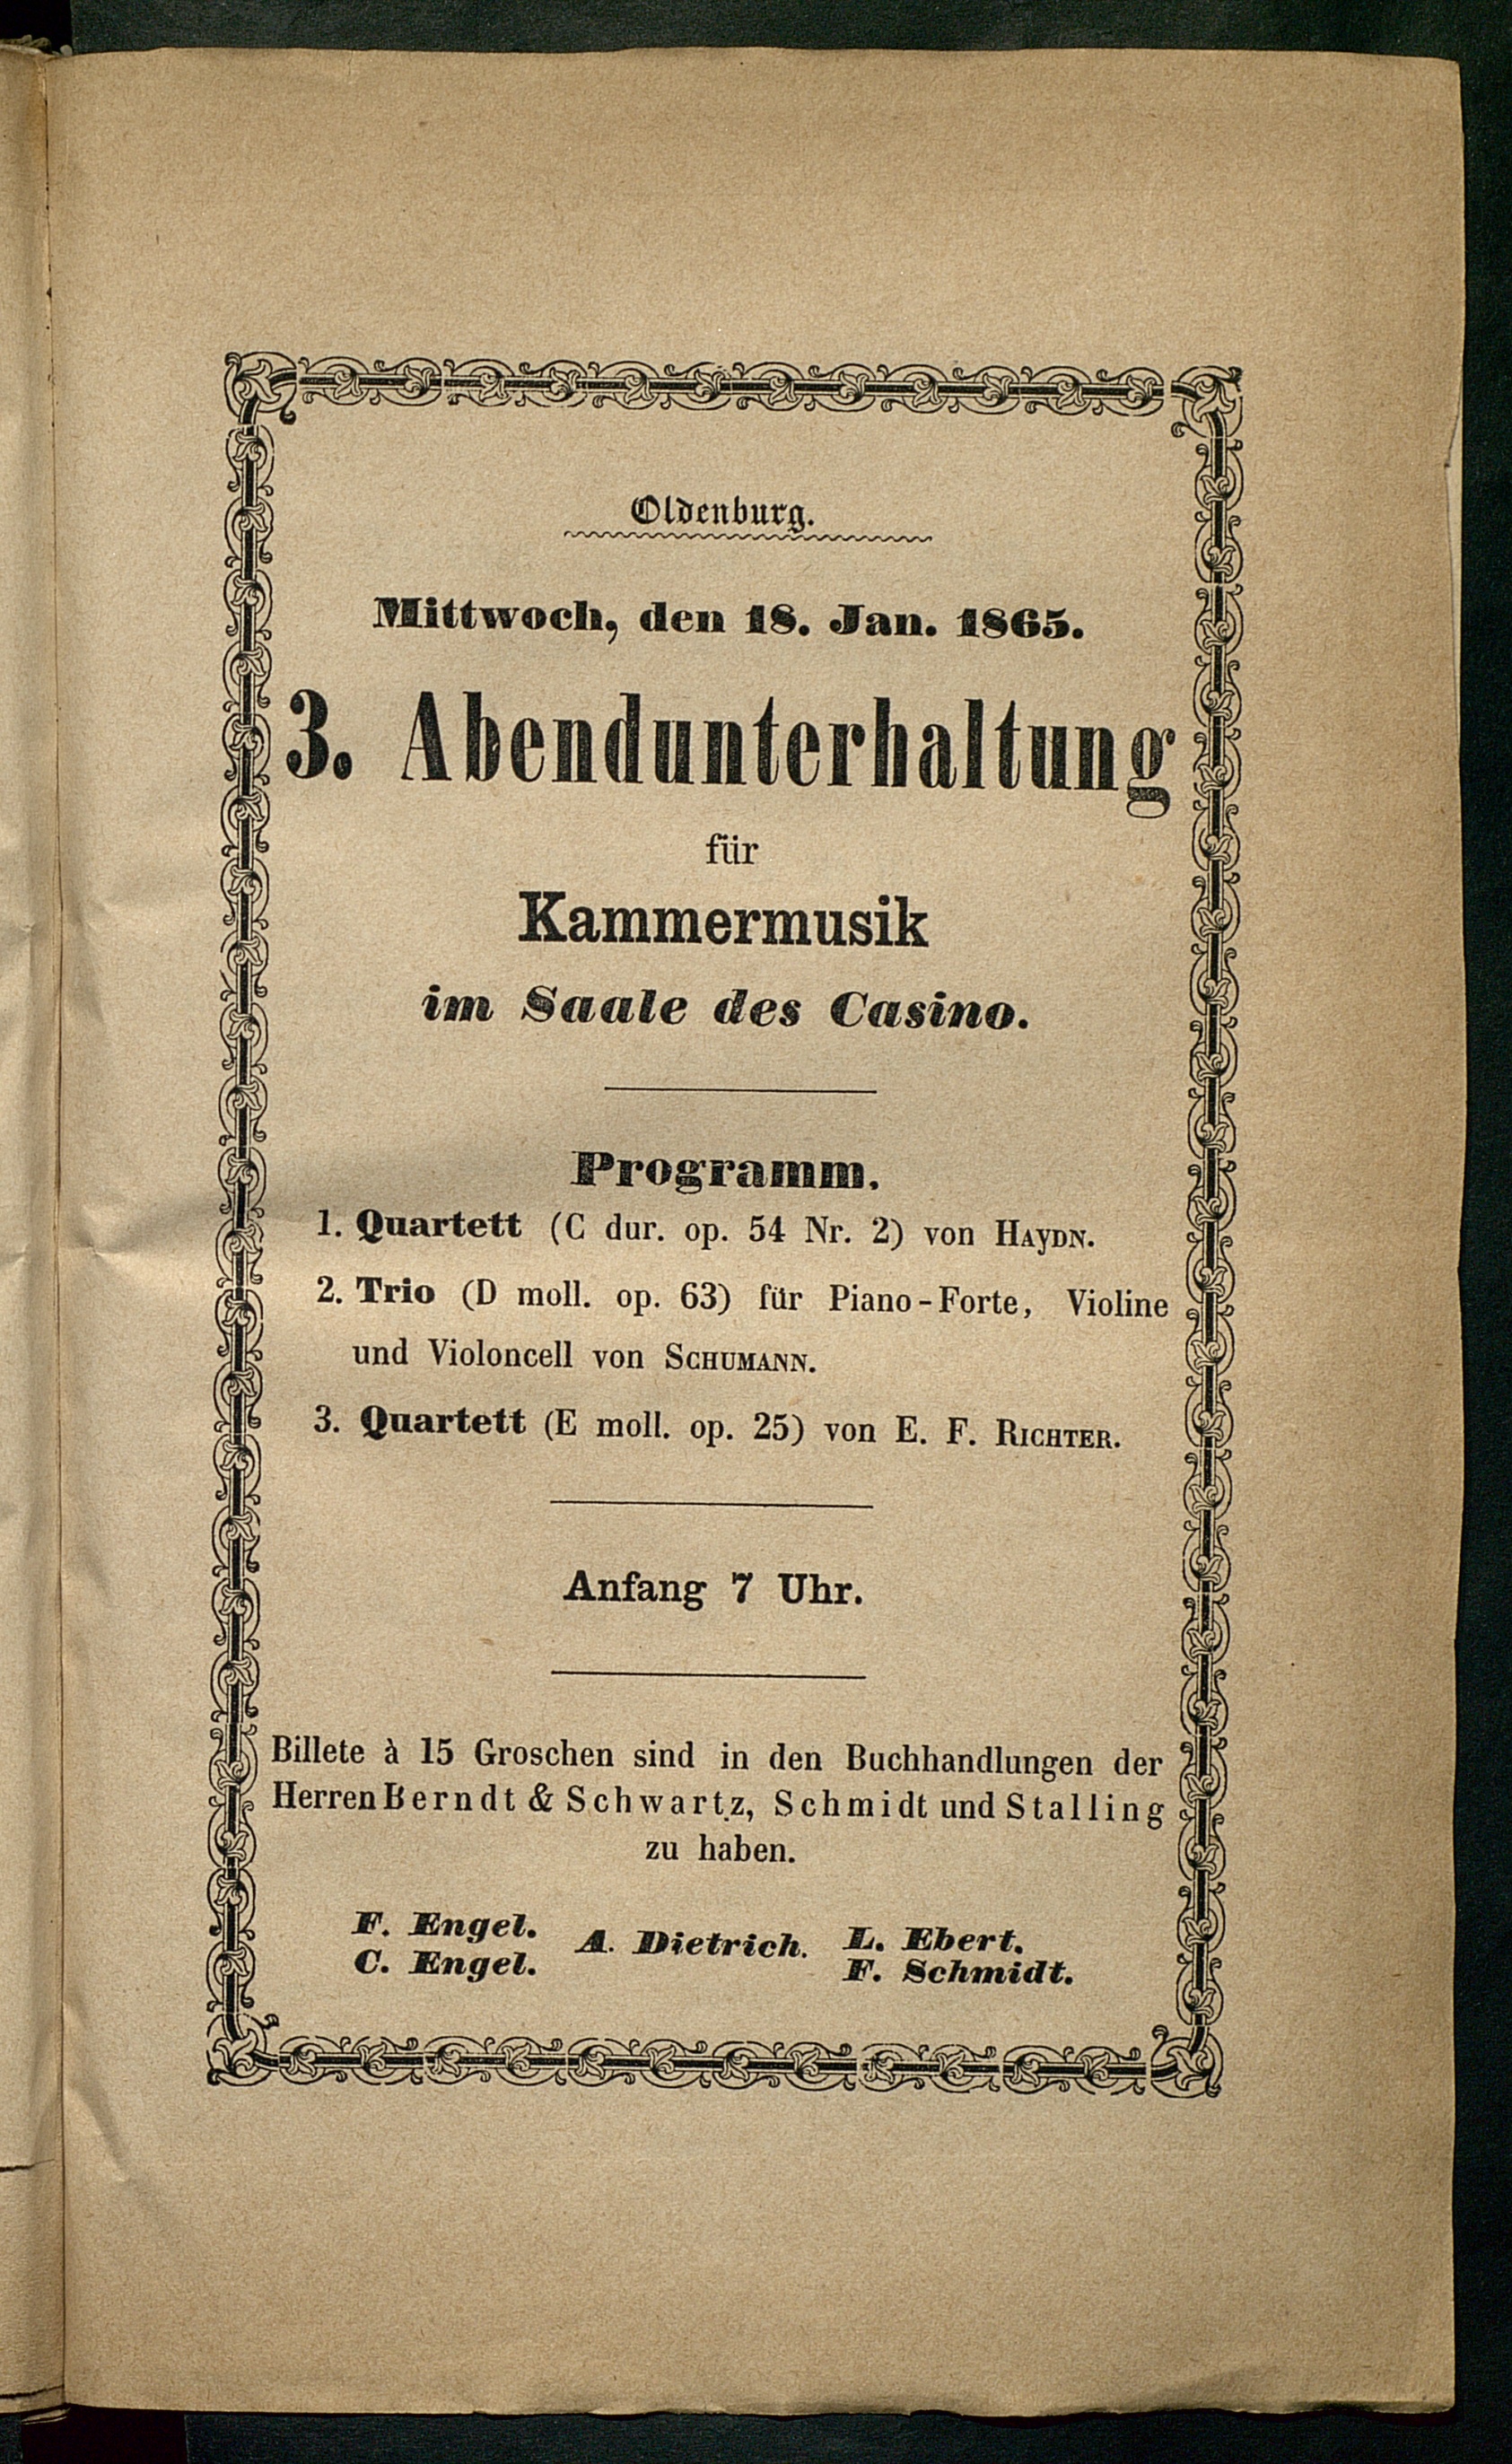 Oldenburg.
Mittwoch, den 18. Jan. 1865.
3. Abendunterhaltung
für
Kammermusik
im Saale des Casino.
Programm.
1. Quartett (C dur. op. 54 Nr. 2) von HAYDN.
2. Trio (D moll. op. 63) für Piano-Forte, Violine
und Violoncell von SCHUMANN.
3. Quartett (E moll. op. 25) von E. F. RICHTER.
Anfang 7 Uhr.
Billete à 15 Groschen sind in den Buchhandlungen der
Herren Berndt & Schwartz, Schmidt und Stalling
zu haben.
F. Engel.
C. Engel.
A. Dietrich.
L. Ebert.
F. Schmidt.